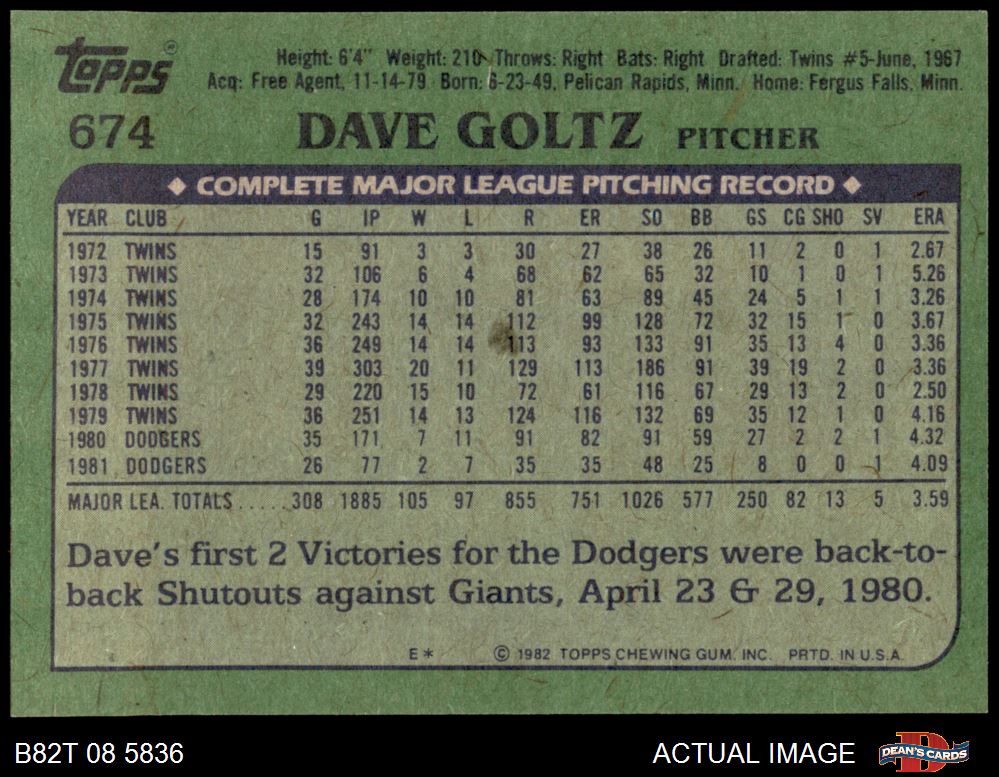 Topps®
Height: 6'4" Weight: 210 Throws: Right Bats: Right Drafted: Twins #5-June, 1967
Acq: Free Agent, 11-14-79 Born: 6-23-49, Pelican Rapids, Minn. Home: Fergus Falls, Minn.
674 DAVE GOLTZ PITCHER
◆ COMPLETE MAJOR LEAGUE PITCHING RECORD ◆
YEAR CLUB G IP W L R ER SO BB GS CG SHO SV ERA
1972 TWINS 15 91 3 3 30 27 38 26 11 2 0 1 2.67
1973 TWINS 32 106 6 4 68 62 65 32 10 1 0 1 5.26
1974 TWINS 28 174 10 10 81 63 89 45 24 5 1 1 3.26
1975 TWINS 32 243 14 14 112 99 128 72 32 15 1 0 3.67
1976 TWINS 36 249 14 14 113 93 133 91 35 13 4 0 3.36
1977 TWINS 39 303 20 11 129 113 186 91 39 19 2 0 3.36
1978 TWINS 29 220 15 10 72 61 116 67 29 13 2 0 2.50
1979 TWINS 36 251 14 13 124 116 132 69 35 12 1 0 4.16
1980 DODGERS 35 171 7 11 91 82 91 59 27 2 2 1 4.32
1981 DODGERS 26 77 2 7 35 35 48 25 8 0 0 1 4.09
MAJOR LEA. TOTALS ..... 308 1885 105 97 855 751 1026 577 250 82 13 5 3.59
Dave's first 2 Victories for the Dodgers were back-to-
back Shutouts against Giants, April 23 & 29, 1980.
E* © 1982 TOPPS CHEWING GUM, INC. PRTD. IN U.S.A.
B82T 08 5836 ACTUAL IMAGE DEAN'S CARDS